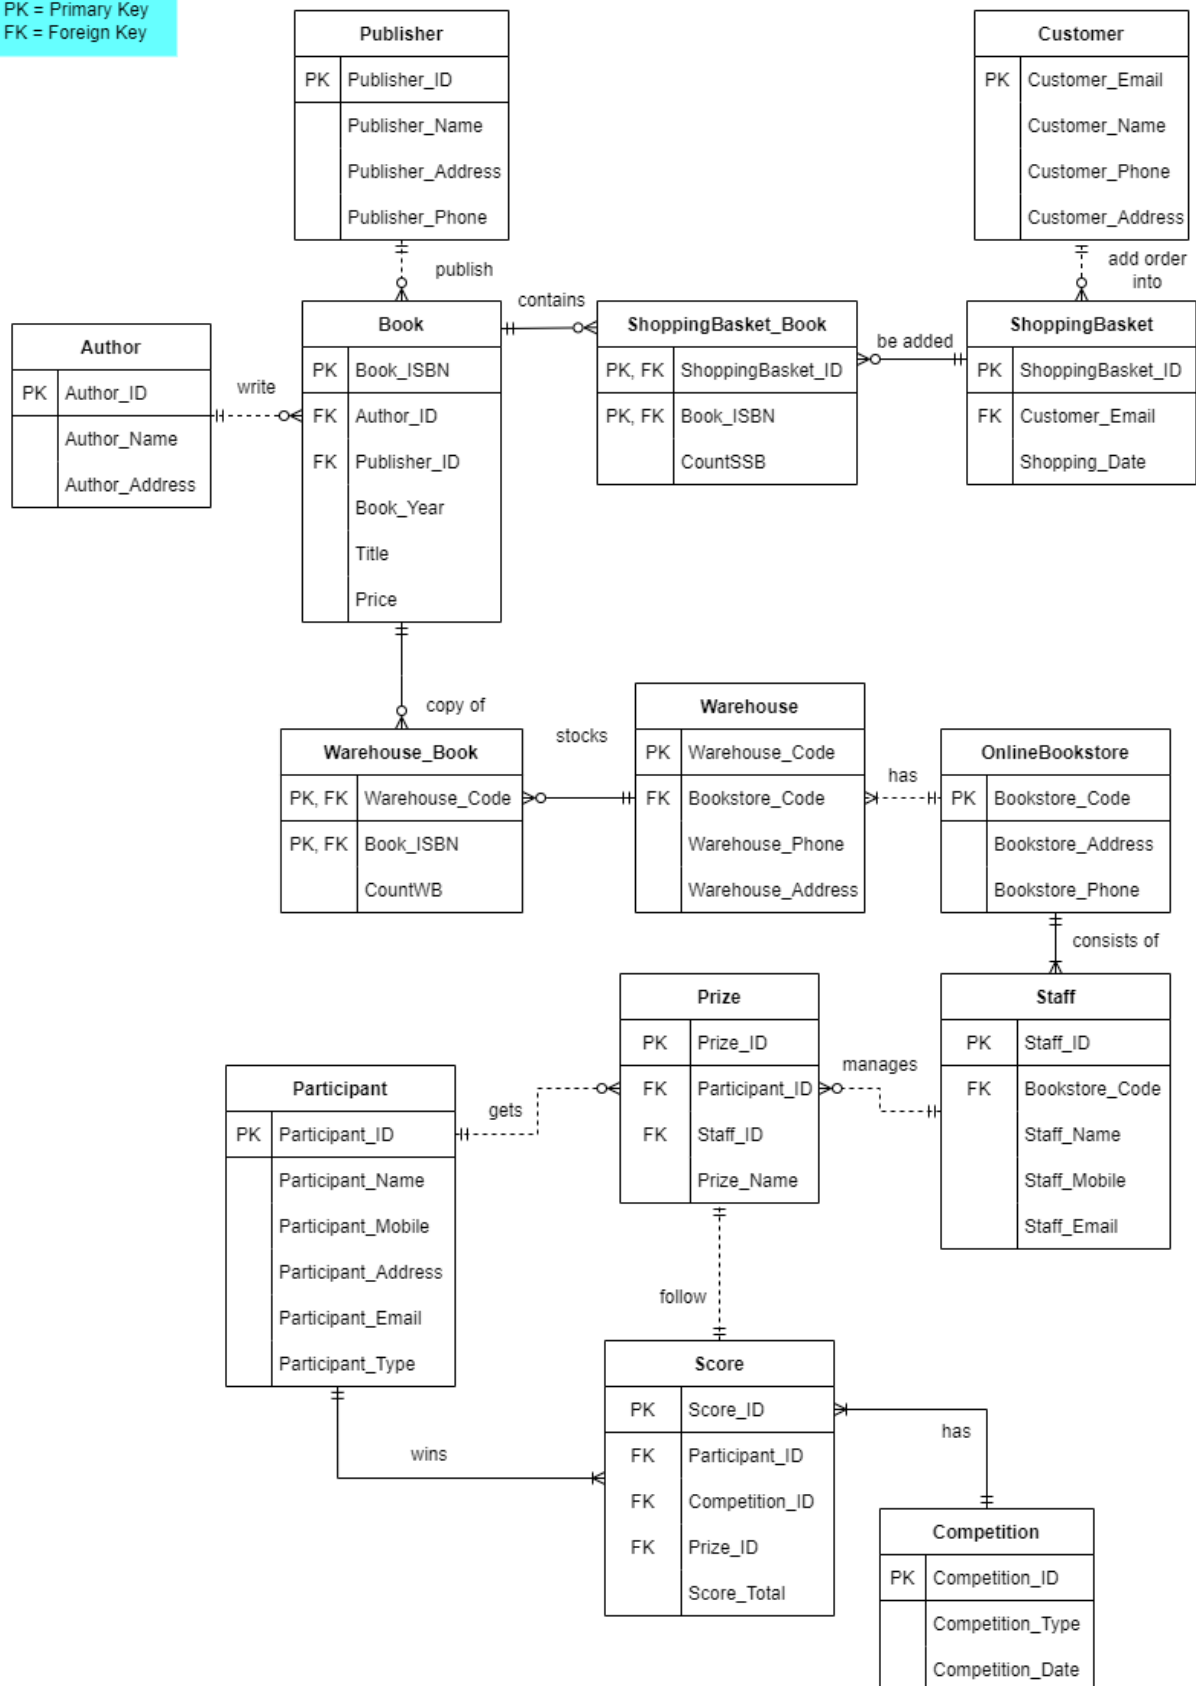 PK = Primary Key
FK = Foreign Key
Publisher
PK Publisher_ID
Publisher_Name
Publisher_Address
Publisher_Phone
Customer
PK Customer_Email
Customer_Name
Customer_Phone
Customer_Address
publish
add order
into
contains
be added
write
Author
PK Author_ID
Author_Name
Author_Address
Book
PK Book_ISBN
FK Author_ID
FK Publisher_ID
Book_Year
Title
Price
ShoppingBasket_Book
PK, FK ShoppingBasket_ID
PK, FK Book_ISBN
CountSSB
ShoppingBasket
PK ShoppingBasket_ID
FK Customer_Email
Shopping_Date
copy of
stocks
has
Warehouse_Book
PK, FK Warehouse_Code
PK, FK Book_ISBN
CountWB
Warehouse
PK Warehouse_Code
FK Bookstore_Code
Warehouse_Phone
Warehouse_Address
OnlineBookstore
PK Bookstore_Code
Bookstore_Address
Bookstore_Phone
consists of
Prize
PK Prize_ID
FK Participant_ID
FK Staff_ID
Prize_Name
manages
Staff
PK Staff_ID
FK Bookstore_Code
Staff_Name
Staff_Mobile
Staff_Email
gets
Participant
PK Participant_ID
Participant_Name
Participant_Mobile
Participant_Address
Participant_Email
Participant_Type
follow
wins
Score
PK Score_ID
FK Participant_ID
FK Competition_ID
FK Prize_ID
Score_Total
has
Competition
PK Competition_ID
Competition_Type
Competition_Date